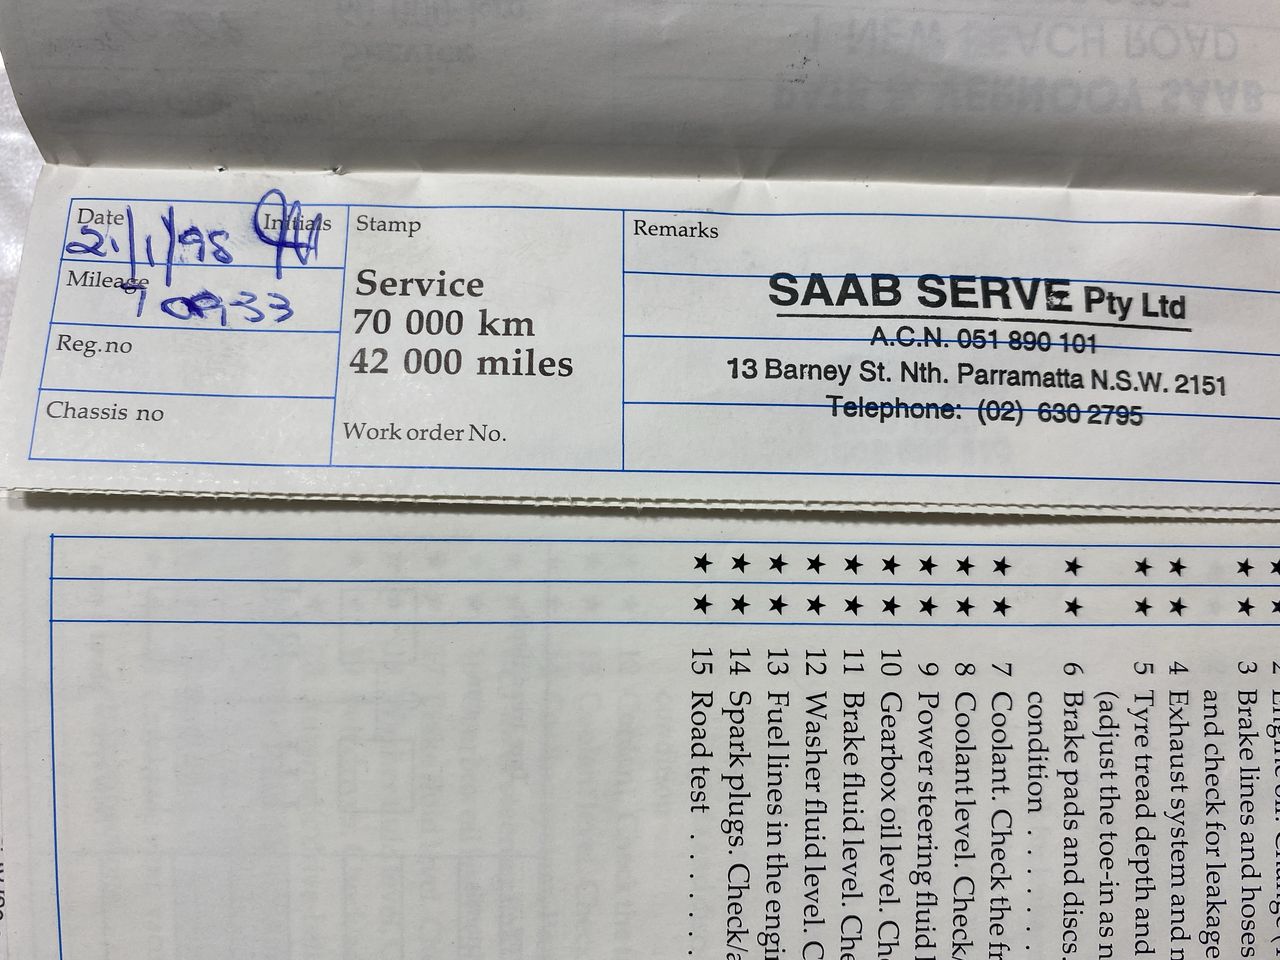 Date
Initials
21/1/98
Mileage
70933
Reg.no
Chassis no
Stamp
Service
70 000 km
42 000 miles
Work order No.
Remarks
SAAB SERVE Pty Ltd
A.C.N. 051 890 101
13 Barney St. Nth. Parramatta N.S.W. 2151
Telephone: (02) 630 2795
3 Brake lines and hoses
and check for leakage
4 Exhaust system and
5 Tyre tread depth and
(adjust the toe-in as
6 Brake pads and discs.
condition . . . . . . .
7 Coolant. Check the
8 Coolant level. Check/
9 Power steering fluid
10 Gearbox oil level.
11 Brake fluid level.
12 Washer fluid level.
13 Fuel lines in the
14 Spark plugs. Check/
15 Road test . . . . . . .